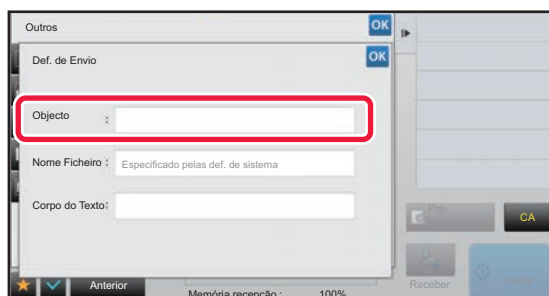 Outros
OK
Def. de Envio
OK
Objecto :
Nome Ficheiro : Especificado pelas def. de sistema
Corpo do Texto:
Pré-
CA
Anterior
Memória recepção : 100%
Receber